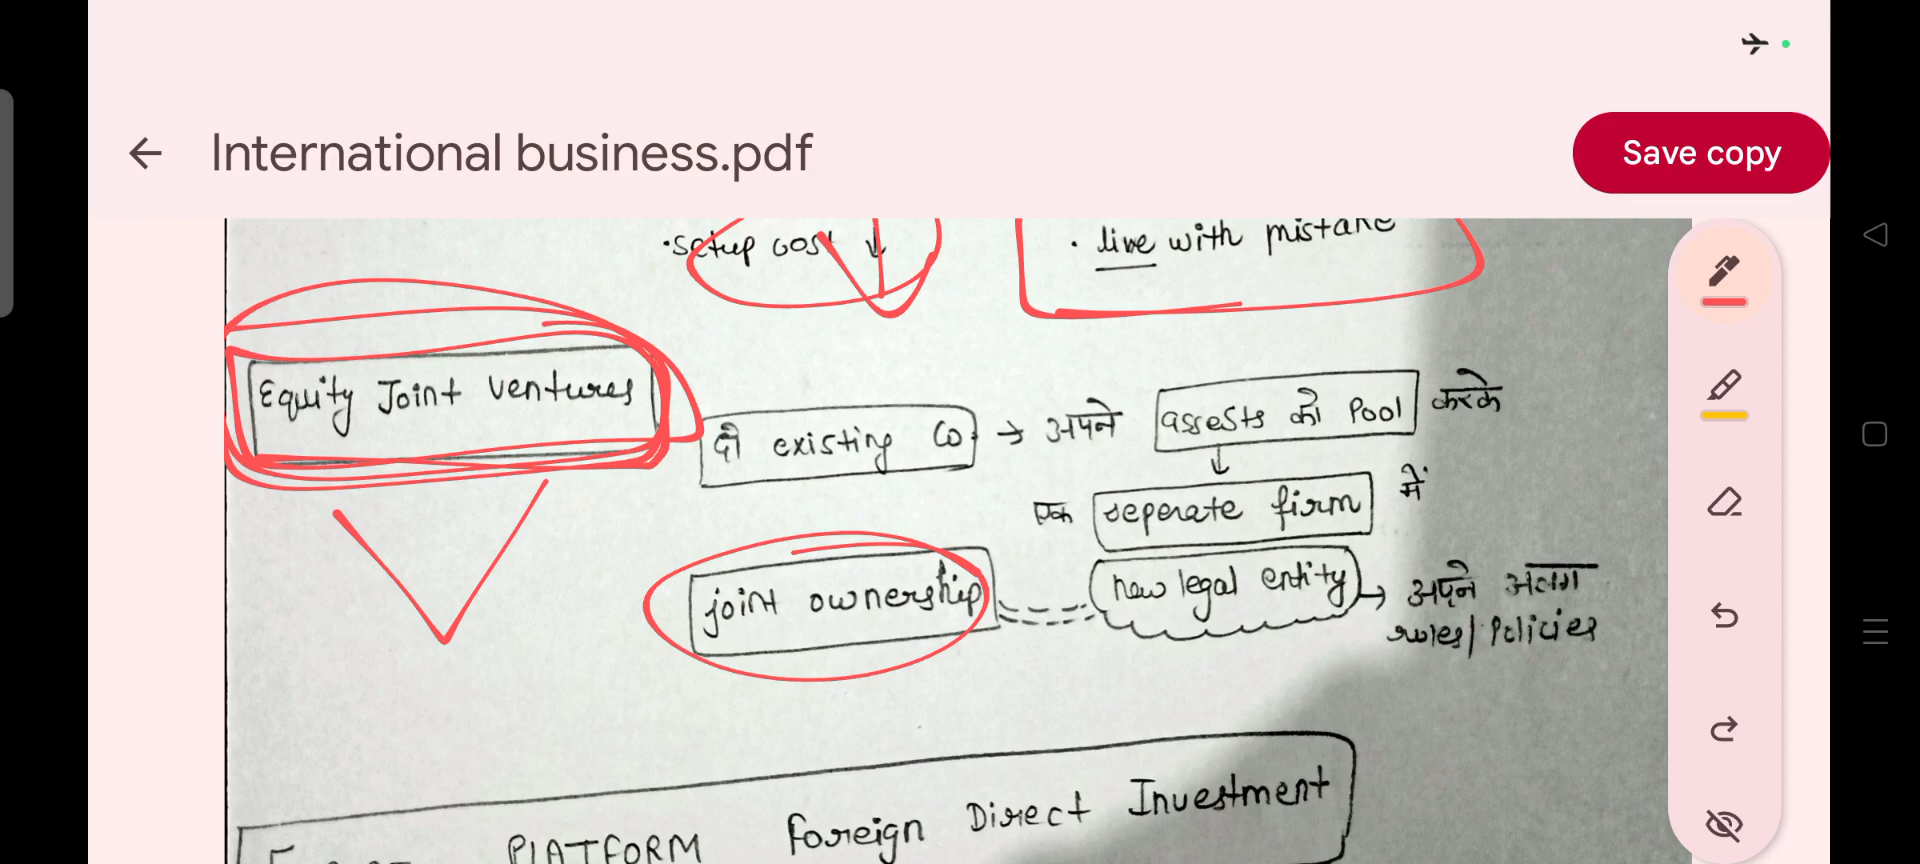 International business.pdf
Save copy
•setup cost ↓
• live with mistake
Equity Joint ventures
दो existing Co. → अपने assests को Pool करके
↓
एक seperate firm में
joint ownership
new legal entity → अपने अलग
rules/Policies
PLATFORM Foreign Direct Investment